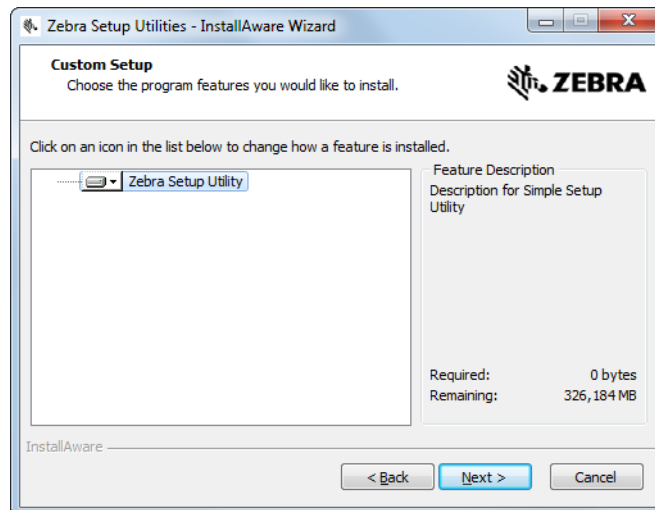 Zebra Setup Utilities - InstallAware Wizard
Custom Setup
Choose the program features you would like to install.
ZEBRA
Click on an icon in the list below to change how a feature is installed.
Zebra Setup Utility
Feature Description
Description for Simple Setup
Utility
Required: 0 bytes
Remaining: 326,184 MB
InstallAware
< Back Next > Cancel